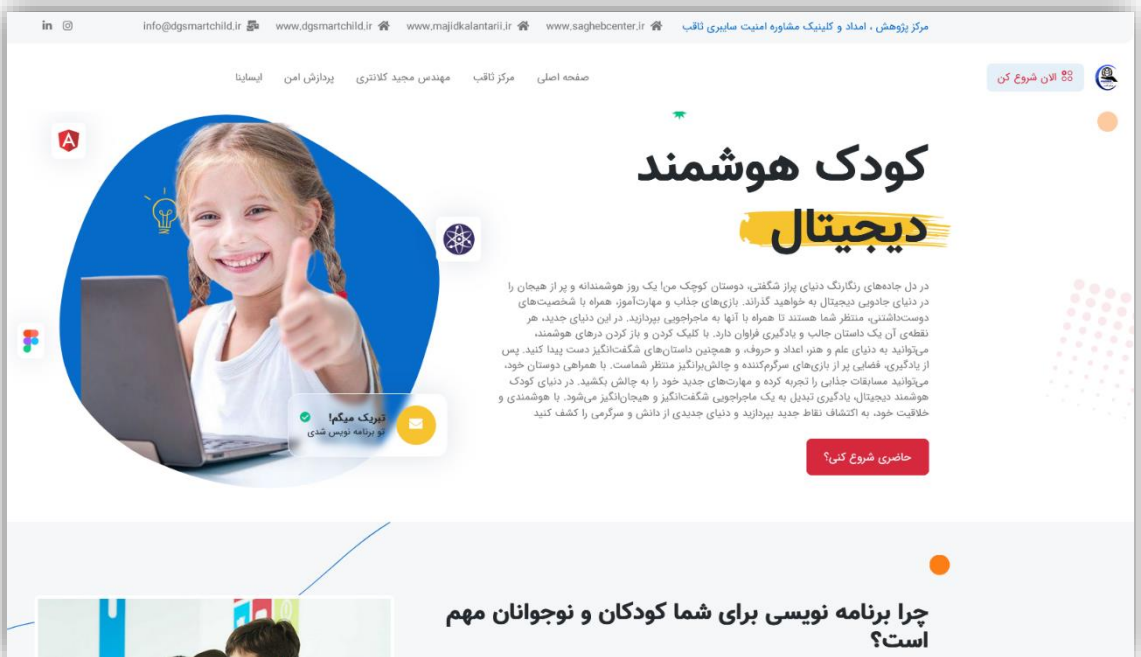 مرکز پژوهش ، امداد و کلینیک مشاوره امنیت سایبری ثاقب
www.saghebcenter.ir
www.majidkalantarii.ir
www.dgsmartchild.ir
info@dgsmartchild.ir
in
الان شروع کن
صفحه اصلی
مرکز ثاقب
مهندس مجید کلانتری
پردازش امن
ایساینا
کودک هوشمند
دیجیتال
در دل جاده‌های رنگارنگ دنیای پراز شگفتی، دوستان کوچک من! یک روز هوشمندانه و پر از هیجان را
در دنیای جادویی دیجیتال به خواهید گذراند. بازی‌های جذاب و مهارت‌آموز، همراه با شخصیت‌های
دوست‌داشتنی، منتظر شما هستند تا همراه با آنها به ماجراجویی بپردازید. در این دنیای جدید، هر
نقطه‌ی آن یک داستان جالب و یادگیری فراوان دارد. با کلیک کردن و باز کردن درهای هوشمند،
می‌توانید به دنیای علم و هنر، اعداد و حروف، و همچنین داستان‌های شگفت‌انگیز دست پیدا کنید. پس
از یادگیری، فضایی پر از بازی‌های سرگرم‌کننده و چالش‌برانگیز منتظر شماست. با همراهی دوستان خود،
می‌توانید مسابقات جذابی را تجربه کرده و مهارت‌های جدید خود را به چالش بکشید. در دنیای کودک
هوشمند دیجیتال، یادگیری تبدیل به یک ماجراجویی شگفت‌انگیز و هیجان‌انگیز می‌شود. با هوشمندی و
خلاقیت خود، به اکتشاف نقاط جدید بپردازید و دنیای جدیدی از دانش و سرگرمی را کشف کنید
حاضری شروع کنی؟
تبریک میگم!
تو برنامه نویس شدی
چرا برنامه نویسی برای شما کودکان و نوجوانان مهم
است؟